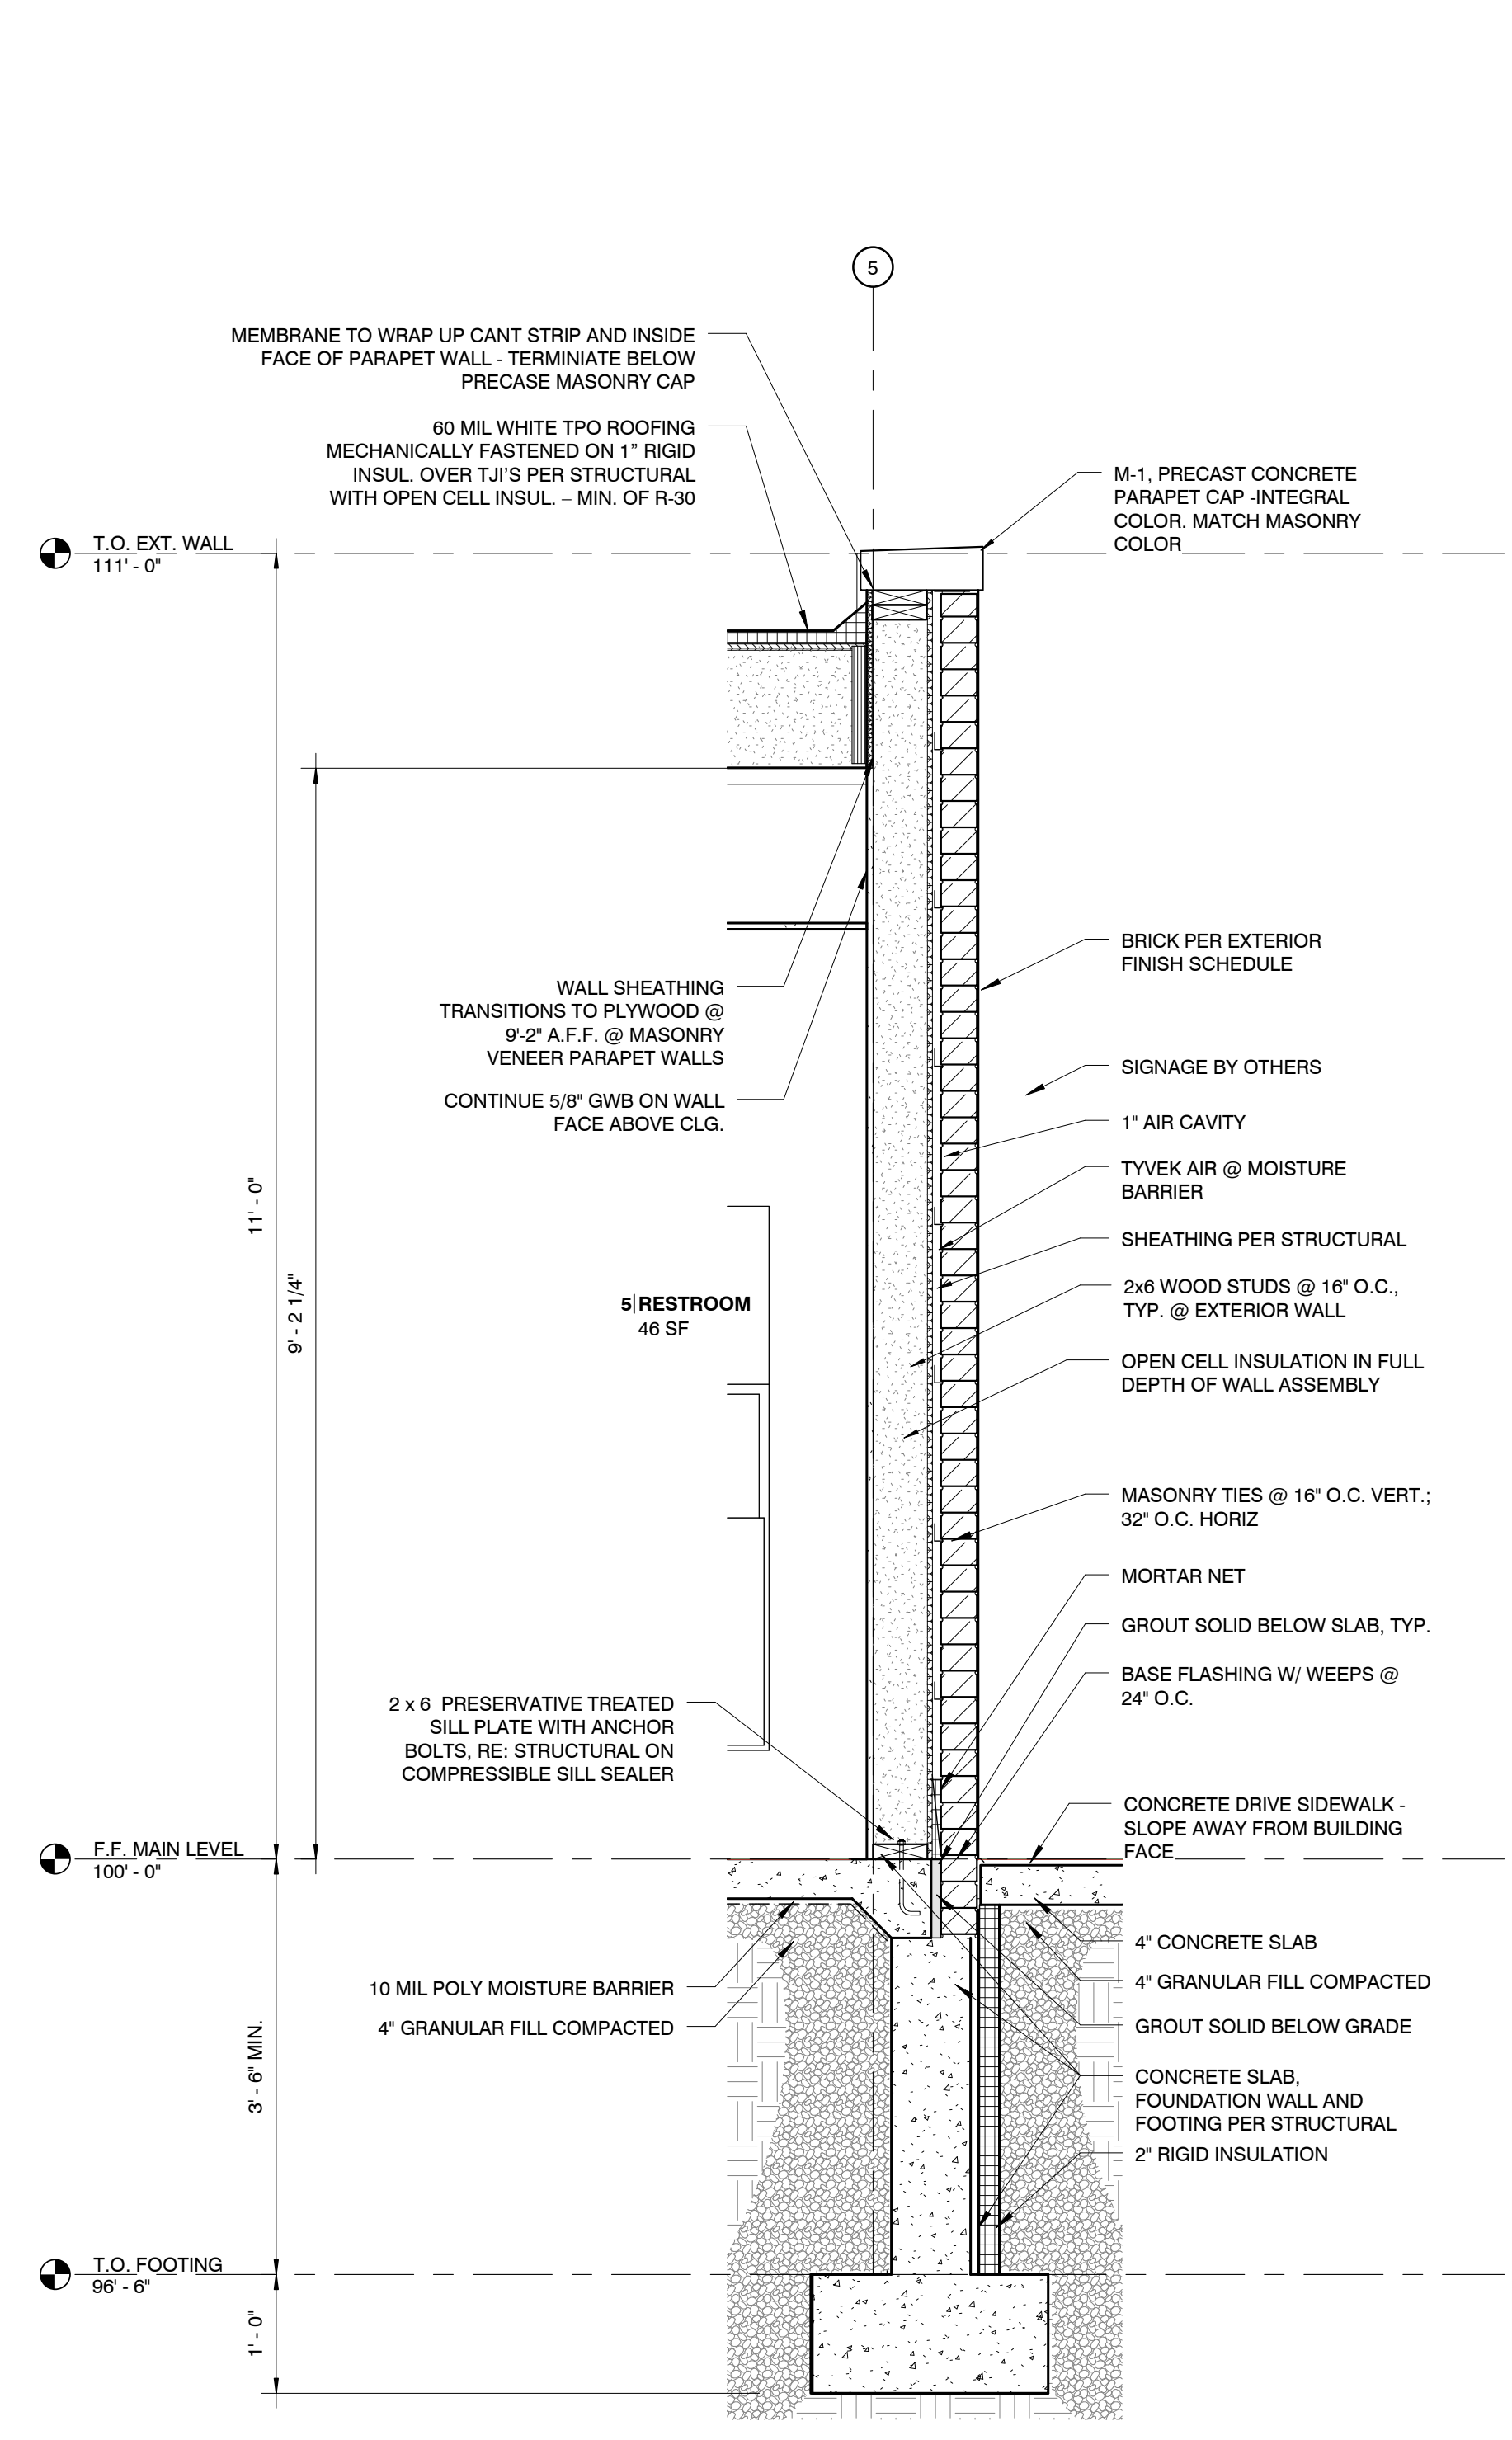 5
MEMBRANE TO WRAP UP CANT STRIP AND INSIDE
FACE OF PARAPET WALL - TERMINIATE BELOW
PRECASE MASONRY CAP
60 MIL WHITE TPO ROOFING
MECHANICALLY FASTENED ON 1” RIGID
INSUL. OVER TJI’S PER STRUCTURAL
WITH OPEN CELL INSUL. – MIN. OF R-30
M-1, PRECAST CONCRETE
PARAPET CAP -INTEGRAL
COLOR. MATCH MASONRY
COLOR
T.O. EXT. WALL
111' - 0"
BRICK PER EXTERIOR
FINISH SCHEDULE
WALL SHEATHING
TRANSITIONS TO PLYWOOD @
9'-2" A.F.F. @ MASONRY
VENEER PARAPET WALLS
CONTINUE 5/8" GWB ON WALL
FACE ABOVE CLG.
SIGNAGE BY OTHERS
1" AIR CAVITY
TYVEK AIR @ MOISTURE
BARRIER
SHEATHING PER STRUCTURAL
2x6 WOOD STUDS @ 16" O.C.,
TYP. @ EXTERIOR WALL
OPEN CELL INSULATION IN FULL
DEPTH OF WALL ASSEMBLY
11' - 0"
9' - 2 1/4"
5|RESTROOM
46 SF
MASONRY TIES @ 16" O.C. VERT.;
32" O.C. HORIZ
MORTAR NET
GROUT SOLID BELOW SLAB, TYP.
BASE FLASHING W/ WEEPS @
24" O.C.
2 x 6 PRESERVATIVE TREATED
SILL PLATE WITH ANCHOR
BOLTS, RE: STRUCTURAL ON
COMPRESSIBLE SILL SEALER
CONCRETE DRIVE SIDEWALK -
SLOPE AWAY FROM BUILDING
FACE
F.F. MAIN LEVEL
100' - 0"
4" CONCRETE SLAB
4" GRANULAR FILL COMPACTED
10 MIL POLY MOISTURE BARRIER
4" GRANULAR FILL COMPACTED
GROUT SOLID BELOW GRADE
CONCRETE SLAB,
FOUNDATION WALL AND
FOOTING PER STRUCTURAL
2" RIGID INSULATION
3' - 6" MIN.
T.O. FOOTING
96' - 6"
1' - 0"